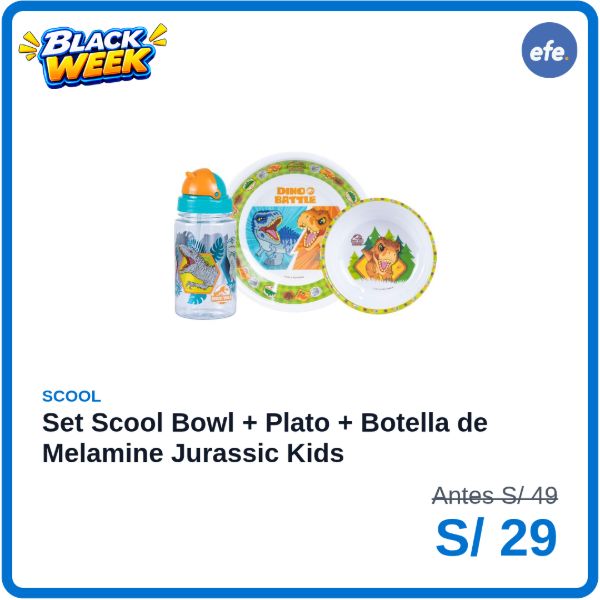 BLACK
WEEK
efe.
DINO
BATTLE
SCOOL
Set Scool Bowl + Plato + Botella de
Melamine Jurassic Kids
Antes S/ 49
S/ 29